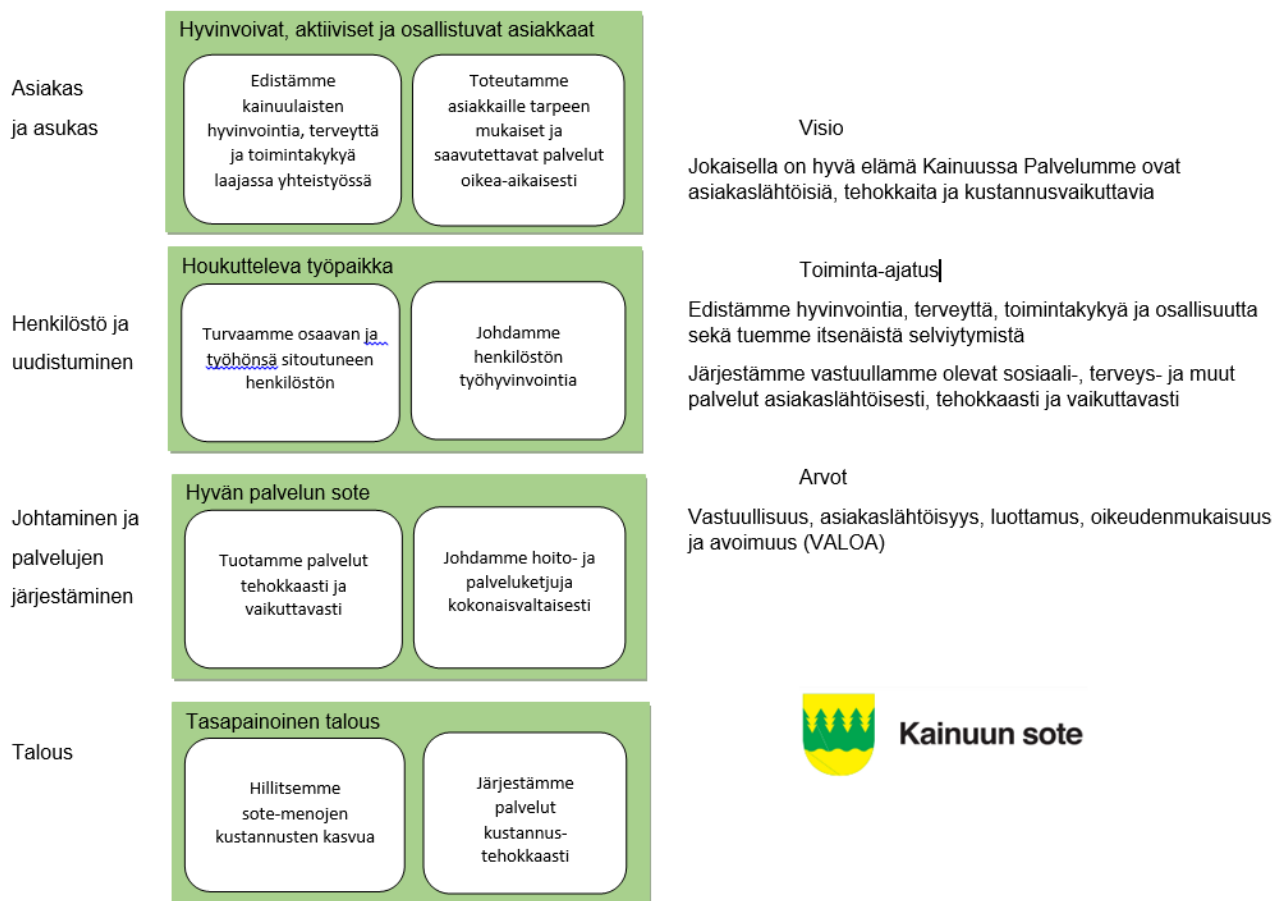 Asiakas
ja asukas
Hyvinvoivat, aktiiviset ja osallistuvat asiakkaat
Edistämme
kainuulaisten
hyvinvointia, terveyttä
ja toimintakykyä
laajassa yhteistyössä
Toteutamme
asiakkaille tarpeen
mukaiset ja
saavutettavat palvelut
oikea-aikaisesti
Henkilöstö ja
uudistuminen
Houkutteleva työpaikka
Turvaamme osaavan ja
työhönsä sitoutuneen
henkilöstön
Johdamme
henkilöstön
työhyvinvointia
Johtaminen ja
palvelujen
järjestäminen
Hyvän palvelun sote
Tuotamme palvelut
tehokkaasti ja
vaikuttavasti
Johdamme hoito- ja
palveluketjuja
kokonaisvaltaisesti
Talous
Tasapainoinen talous
Hillitsemme
sote-menojen
kustannusten kasvua
Järjestämme
palvelut
kustannus-
tehokkaasti
Visio
Jokaisella on hyvä elämä Kainuussa Palvelumme ovat
asiakaslähtöisiä, tehokkaita ja kustannusvaikuttavia
Toiminta-ajatus
Edistämme hyvinvointia, terveyttä, toimintakykyä ja osallisuutta
sekä tuemme itsenäistä selviytymistä
Järjestämme vastuullamme olevat sosiaali-, terveys- ja muut
palvelut asiakaslähtöisesti, tehokkaasti ja vaikuttavasti
Arvot
Vastuullisuus, asiakaslähtöisyys, luottamus, oikeudenmukaisuus
ja avoimuus (VALOA)
Kainuun sote